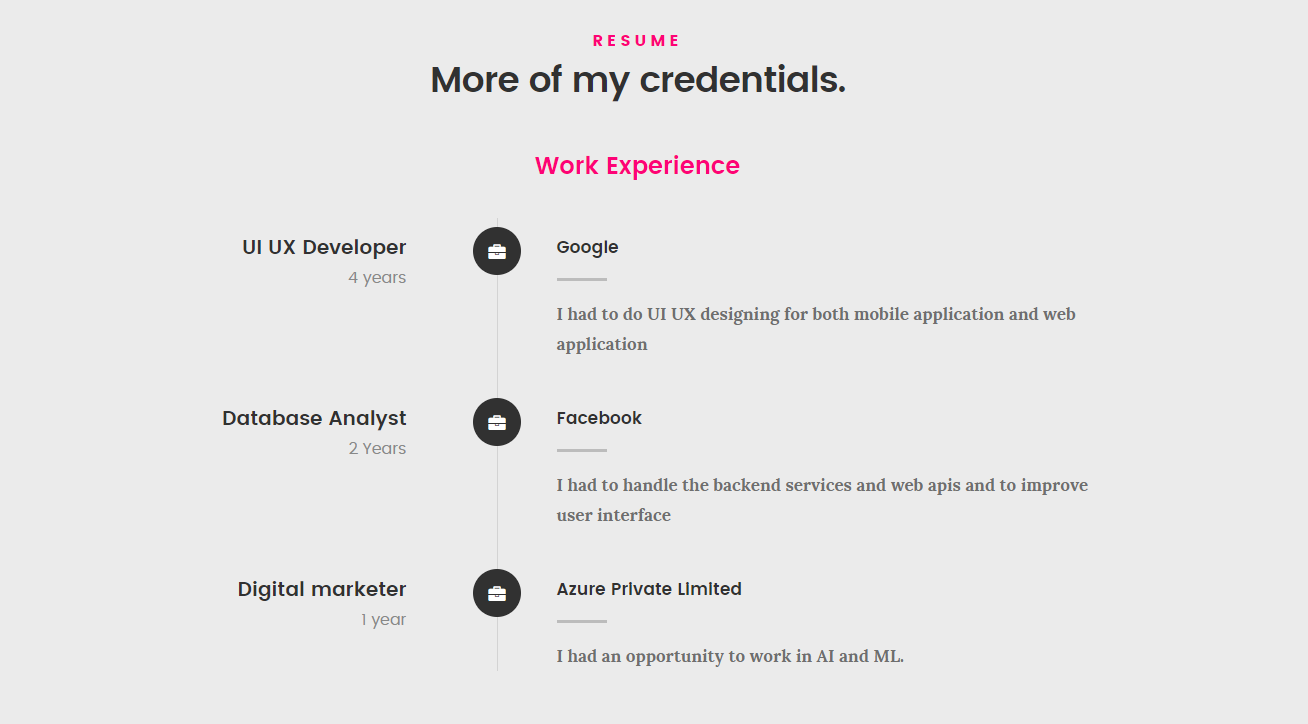 RESUME
More of my credentials.
Work Experience
UI UX Developer
4 years
Google
I had to do UI UX designing for both mobile application and web
application
Database Analyst
2 Years
Facebook
I had to handle the backend services and web apis and to improve
user interface
Digital marketer
1 year
Azure Private Limited
I had an opportunity to work in AI and ML.